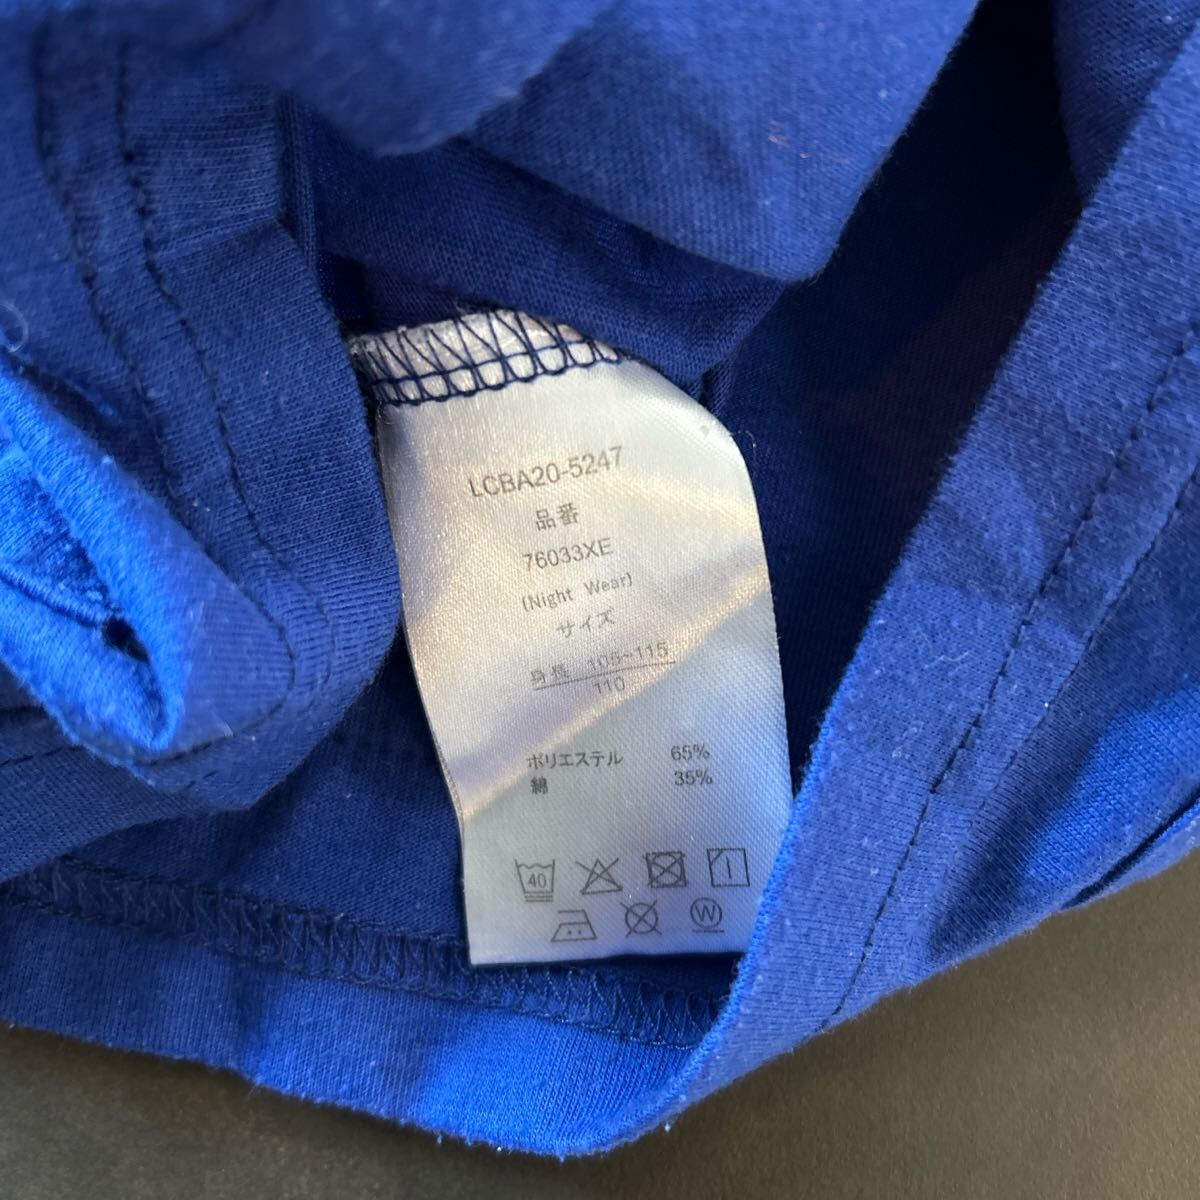 LCBA20-5247
品番
76033XE
(Night Wear)
サイズ
身長 105~115
110
ポリエステル 65%
綿 35%
40
W